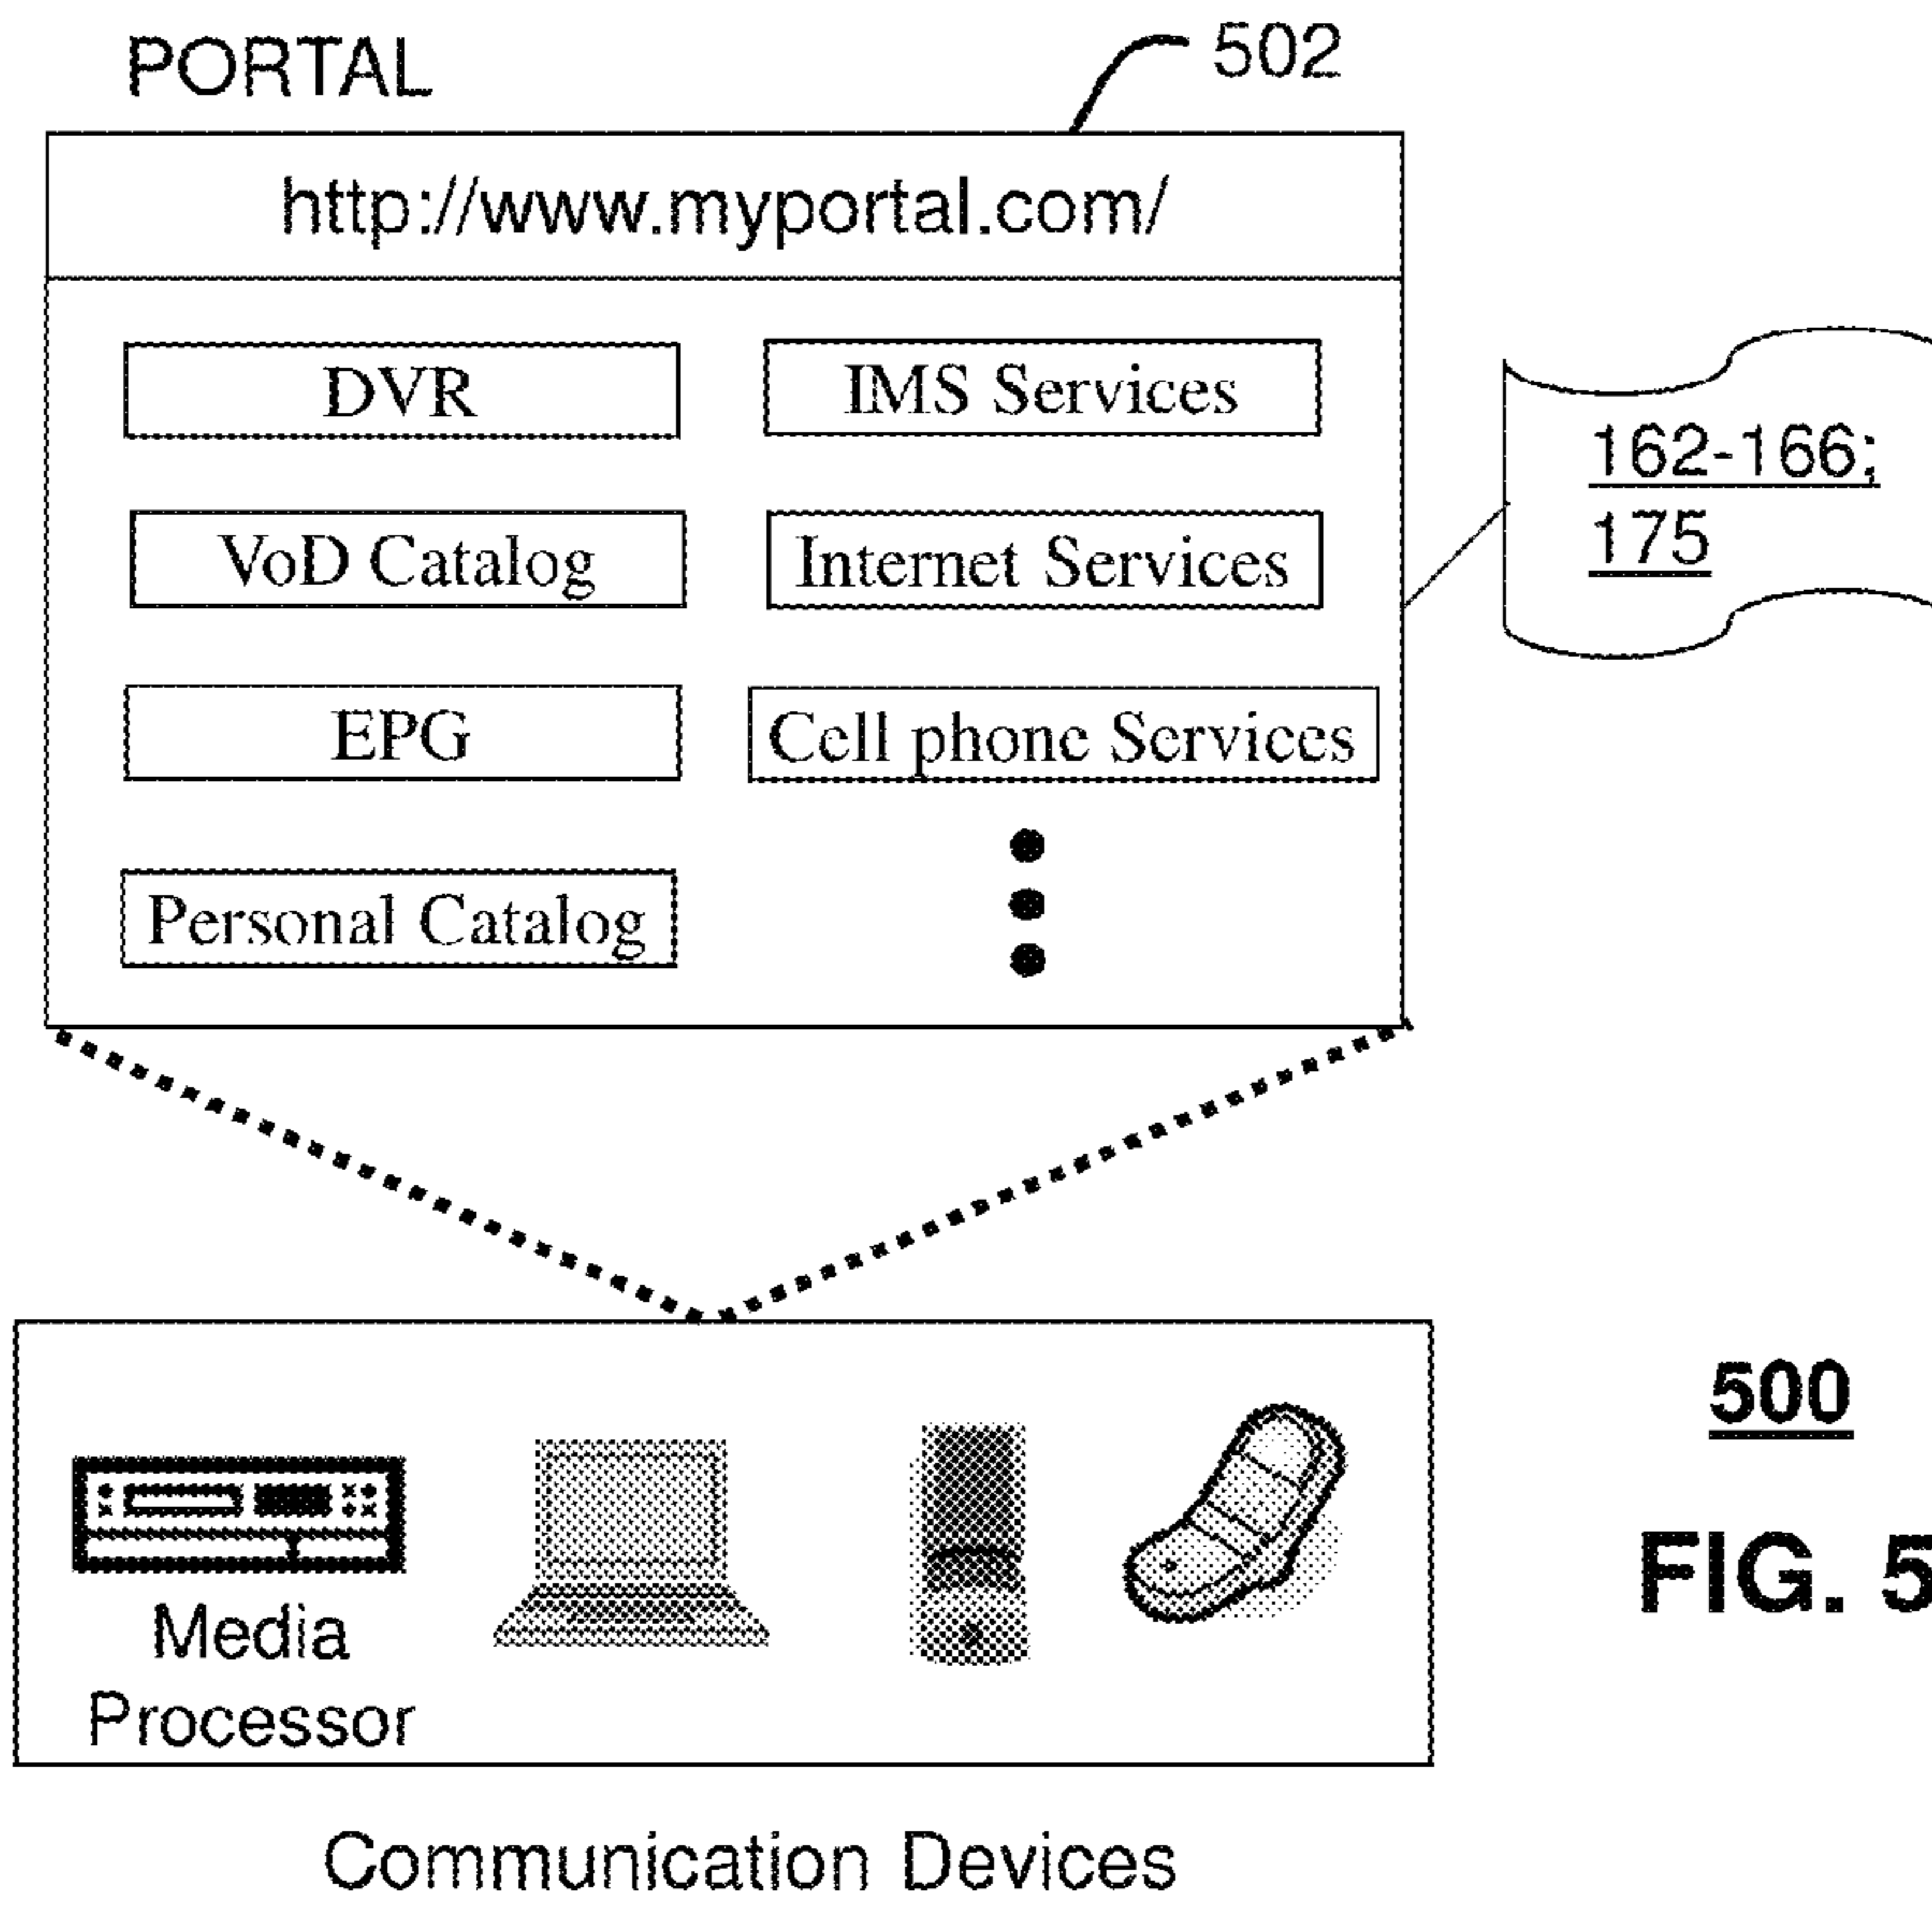 PORTAL
502
http://www.myportal.com/
DVR
IMS Services
162-166;
175
VoD Catalog
Internet Services
EPG
Cell phone Services
Personal Catalog
500
FIG. 5
Media
Processor
Communication Devices